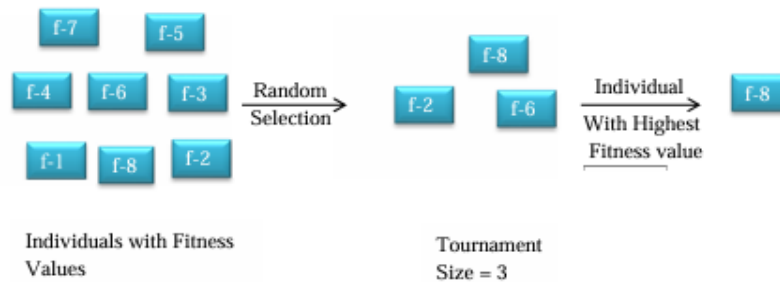 f-7
f-5
f-4
f-6
f-3
f-1
f-8
f-2
Random
Selection
f-8
f-2
f-6
Individual
With Highest
Fitness value
f-8
Individuals with Fitness
Values
Tournament
Size = 3